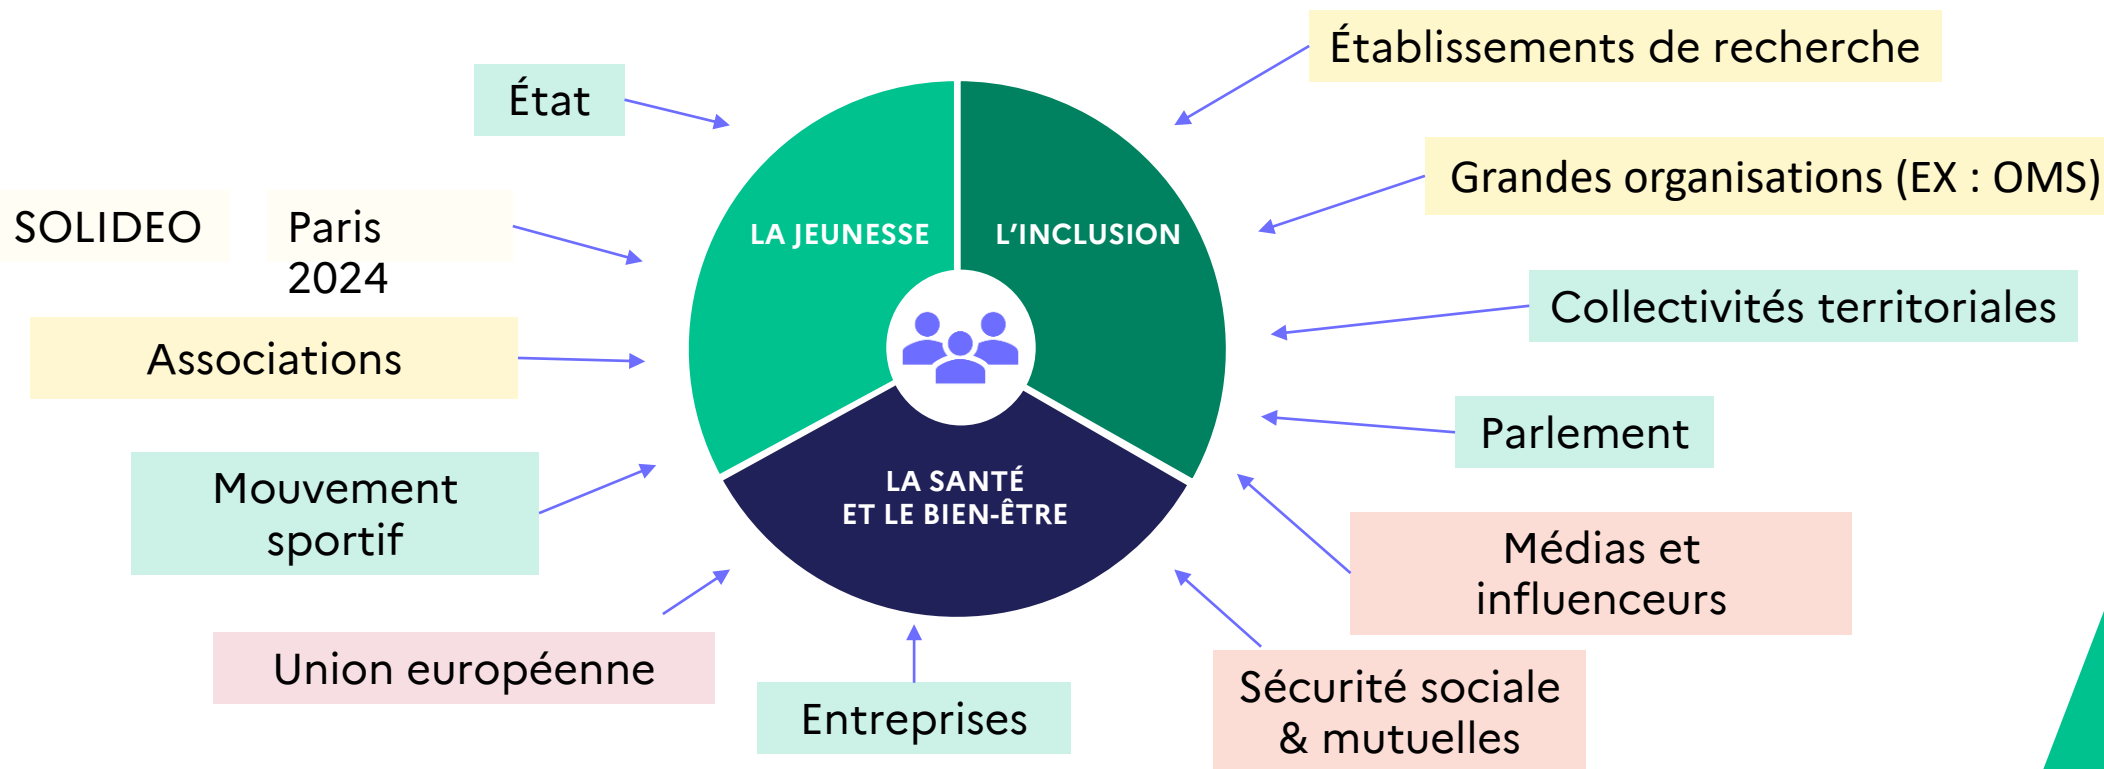 Établissements de recherche
État
Grandes organisations (EX : OMS)
SOLIDEO
Paris
2024
LA JEUNESSE
L’INCLUSION
Collectivités territoriales
Associations
Parlement
Mouvement
sportif
LA SANTÉ
ET LE BIEN-ÊTRE
Médias et
influenceurs
Union européenne
Entreprises
Sécurité sociale
& mutuelles